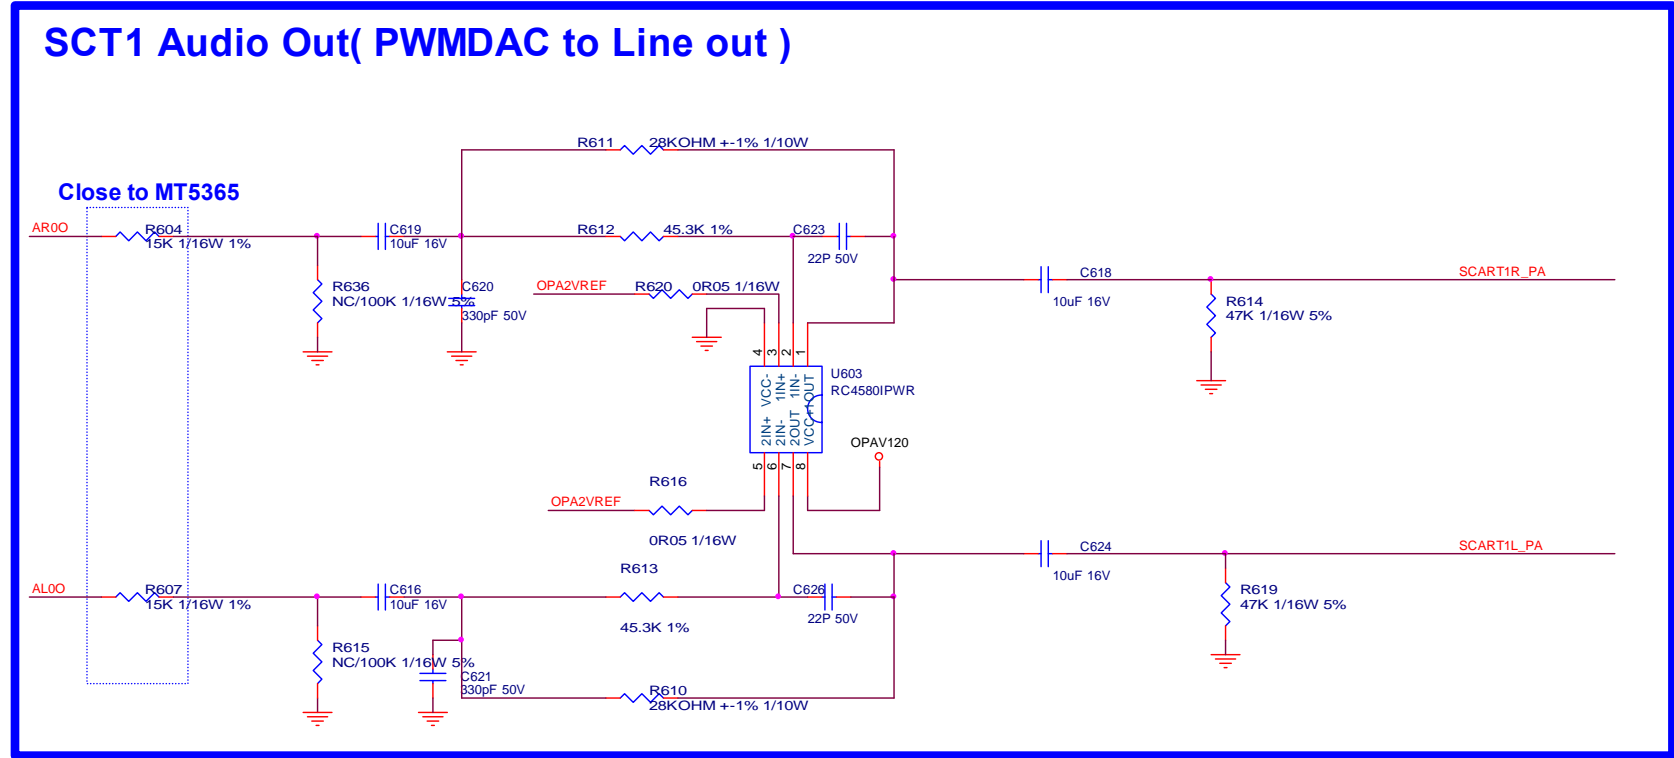 SCT1 Audio Out( PWMDAC to Line out )
R611 28KOHM +-1% 1/10W
Close to MT5365
AR0O
R604
15K 1/16W 1%
C619
10uF 16V
R612 45.3K 1%
C623
22P 50V
R636
NC/100K 1/16W 5%
C620
330pF 50V
OPA2VREF
R620 0R05 1/16W
C618
10uF 16V
SCART1R_PA
R614
47K 1/16W 5%
4 3 2 1
VCC- 1IN+ 1IN- 1OUT
2IN+ 2IN- 2OUT VCC+
5 6 7 8
U603
RC4580IPWR
OPAV120
R616
OPA2VREF
0R05 1/16W
C624
10uF 16V
SCART1L_PA
R613
45.3K 1%
AL0O
R607
15K 1/16W 1%
C616
10uF 16V
C626
22P 50V
R619
47K 1/16W 5%
R615
NC/100K 1/16W 5%
C621
330pF 50V
R610
28KOHM +-1% 1/10W